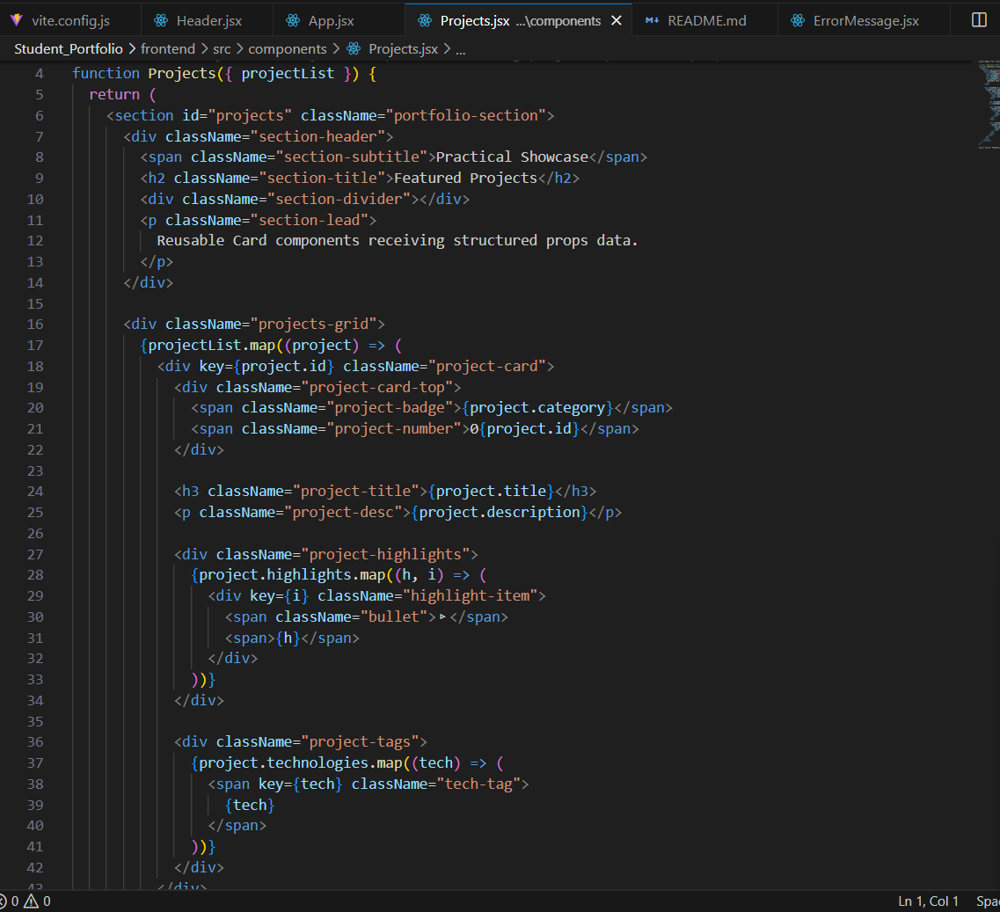 vite.config.js Header.jsx App.jsx Projects.jsx ...\components README.md ErrorMessage.jsx
Student_Portfolio > frontend > src > components > Projects.jsx > ...
4 function Projects({ projectList }) {
5 return (
6 <section id="projects" className="portfolio-section">
7 <div className="section-header">
8 <span className="section-subtitle">Practical Showcase</span>
9 <h2 className="section-title">Featured Projects</h2>
10 <div className="section-divider"></div>
11 <p className="section-lead">
12 Reusable Card components receiving structured props data.
13 </p>
14 </div>
15
16 <div className="projects-grid">
17 {projectList.map((project) => (
18 <div key={project.id} className="project-card">
19 <div className="project-card-top">
20 <span className="project-badge">{project.category}</span>
21 <span className="project-number">0{project.id}</span>
22 </div>
23
24 <h3 className="project-title">{project.title}</h3>
25 <p className="project-desc">{project.description}</p>
26
27 <div className="project-highlights">
28 {project.highlights.map((h, i) => (
29 <div key={i} className="highlight-item">
30 <span className="bullet">▹</span>
31 <span>{h}</span>
32 </div>
33 ))}
34 </div>
35
36 <div className="project-tags">
37 {project.technologies.map((tech) => (
38 <span key={tech} className="tech-tag">
39 {tech}
40 </span>
41 ))}
42 </div>
43 </div>
0 0 Ln 1, Col 1